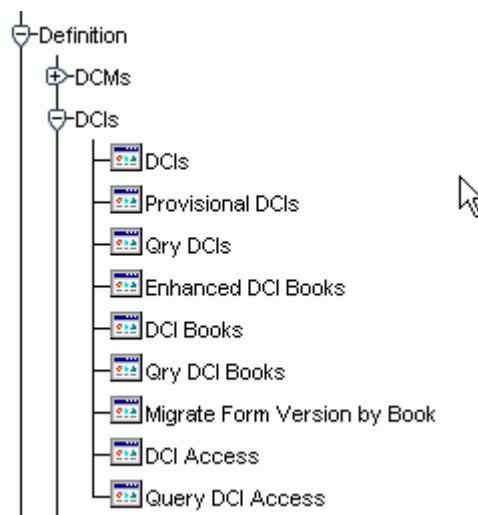 Definition
DCMs
DCIs
DCIs
Provisional DCIs
Qry DCIs
Enhanced DCI Books
DCI Books
Qry DCI Books
Migrate Form Version by Book
DCI Access
Query DCI Access